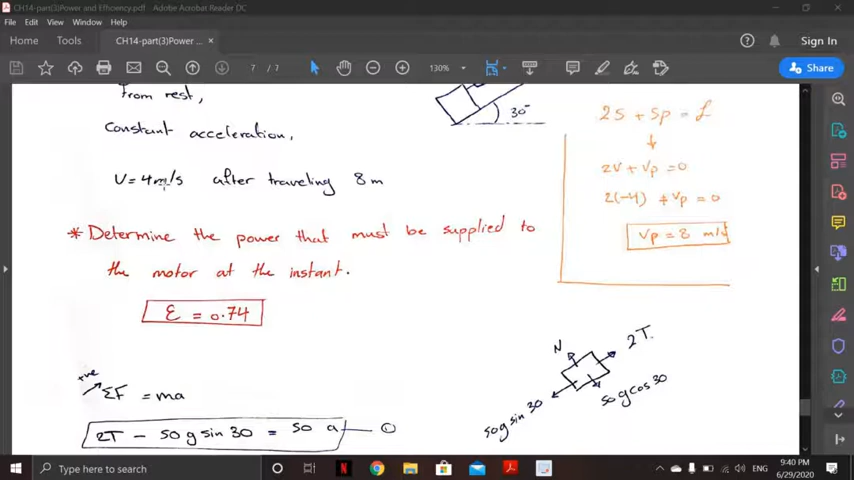 CH14-part(3)Power and Efficiency.pdf - Adobe Acrobat Reader DC
File Edit View Window Help
Home Tools CH14-part(3)Power ... × Sign In
7 / 7 130% Share
From rest,
Constant acceleration,
V = 4m/s after traveling 8 m
* Determine the power that must be supplied to
the motor at the instant.
ε = 0.74
30°
2S + Sp = L
2V + Vp = 0
2(-4) + Vp = 0
Vp = 8 m/s
N
2T
50 g sin 30
50 g cos 30
+ve
ΣF = ma
2T - 50 g sin 30 = 50 a ①
Type here to search
ENG
9:40 PM
6/29/2020